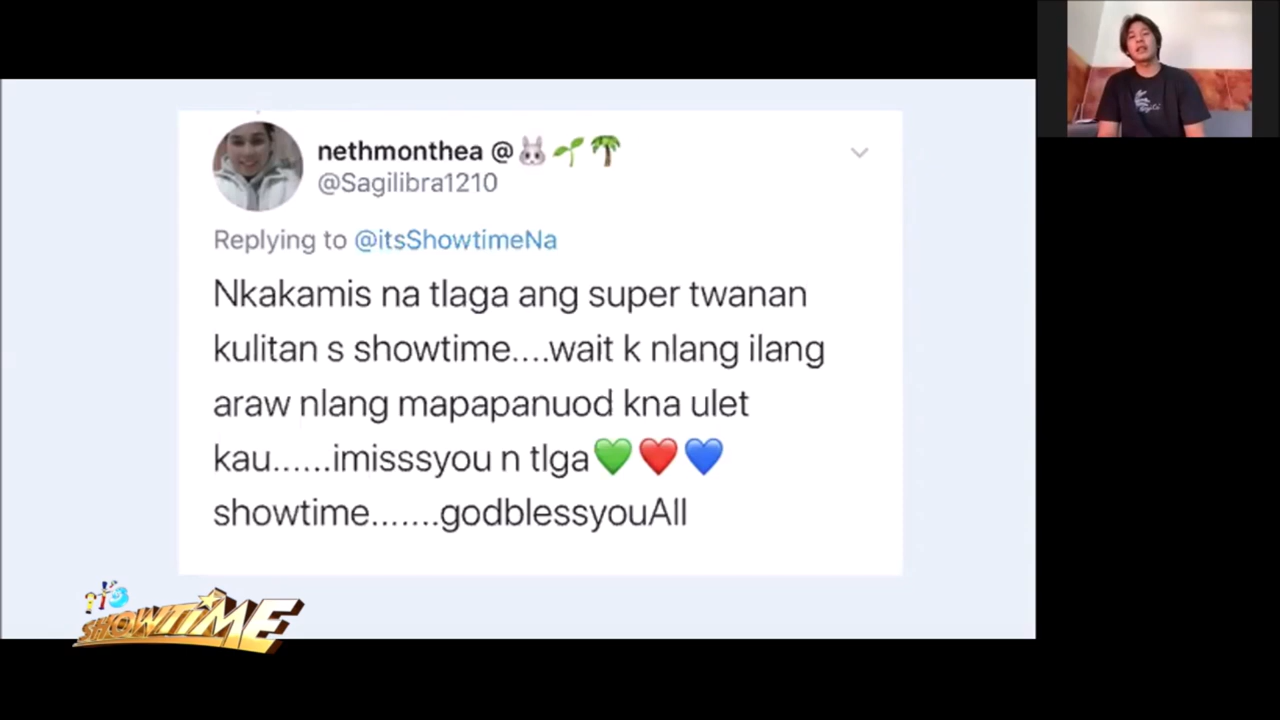 nethmonthea @🐰🌱🌴
@Sagilibra1210
Replying to @itsShowtimeNa
Nkakamis na tlaga ang super twanan
kulitan s showtime....wait k nlang ilang
araw nlang mapapanuod kna ulet
kau......imisssyou n tlga💚❤️💙
showtime.......godblessyouAll
it's
SHOWTIME